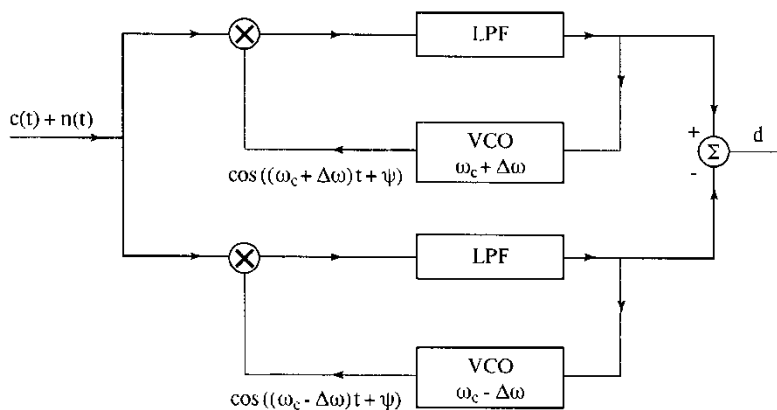 LPF
c(t) + n(t)
VCO
ω_c + Δω
cos ((ω_c + Δω)t + ψ)
+
Σ
d
-
LPF
VCO
ω_c - Δω
cos ((ω_c - Δω)t + ψ)